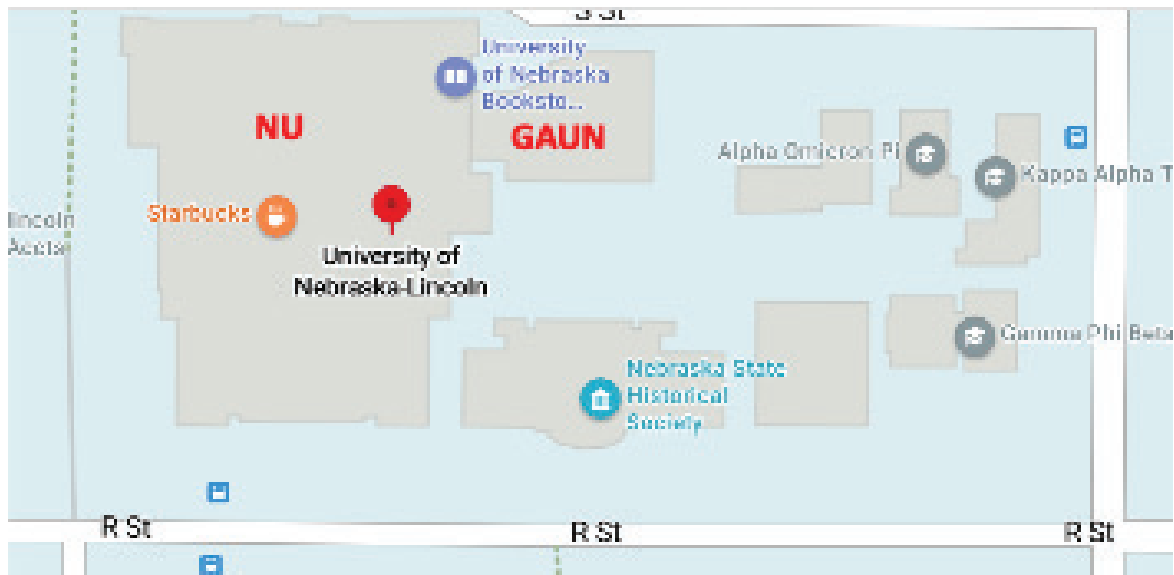 S St
University
of Nebraska
Booksto...
NU
GAUN
Alpha Omicron Pi
Kappa Alpha T
Starbucks
lincoln
University of
Nebraska-Lincoln
Gamma Phi Beta
Nebraska State
Historical
Society
R St
R St
R St